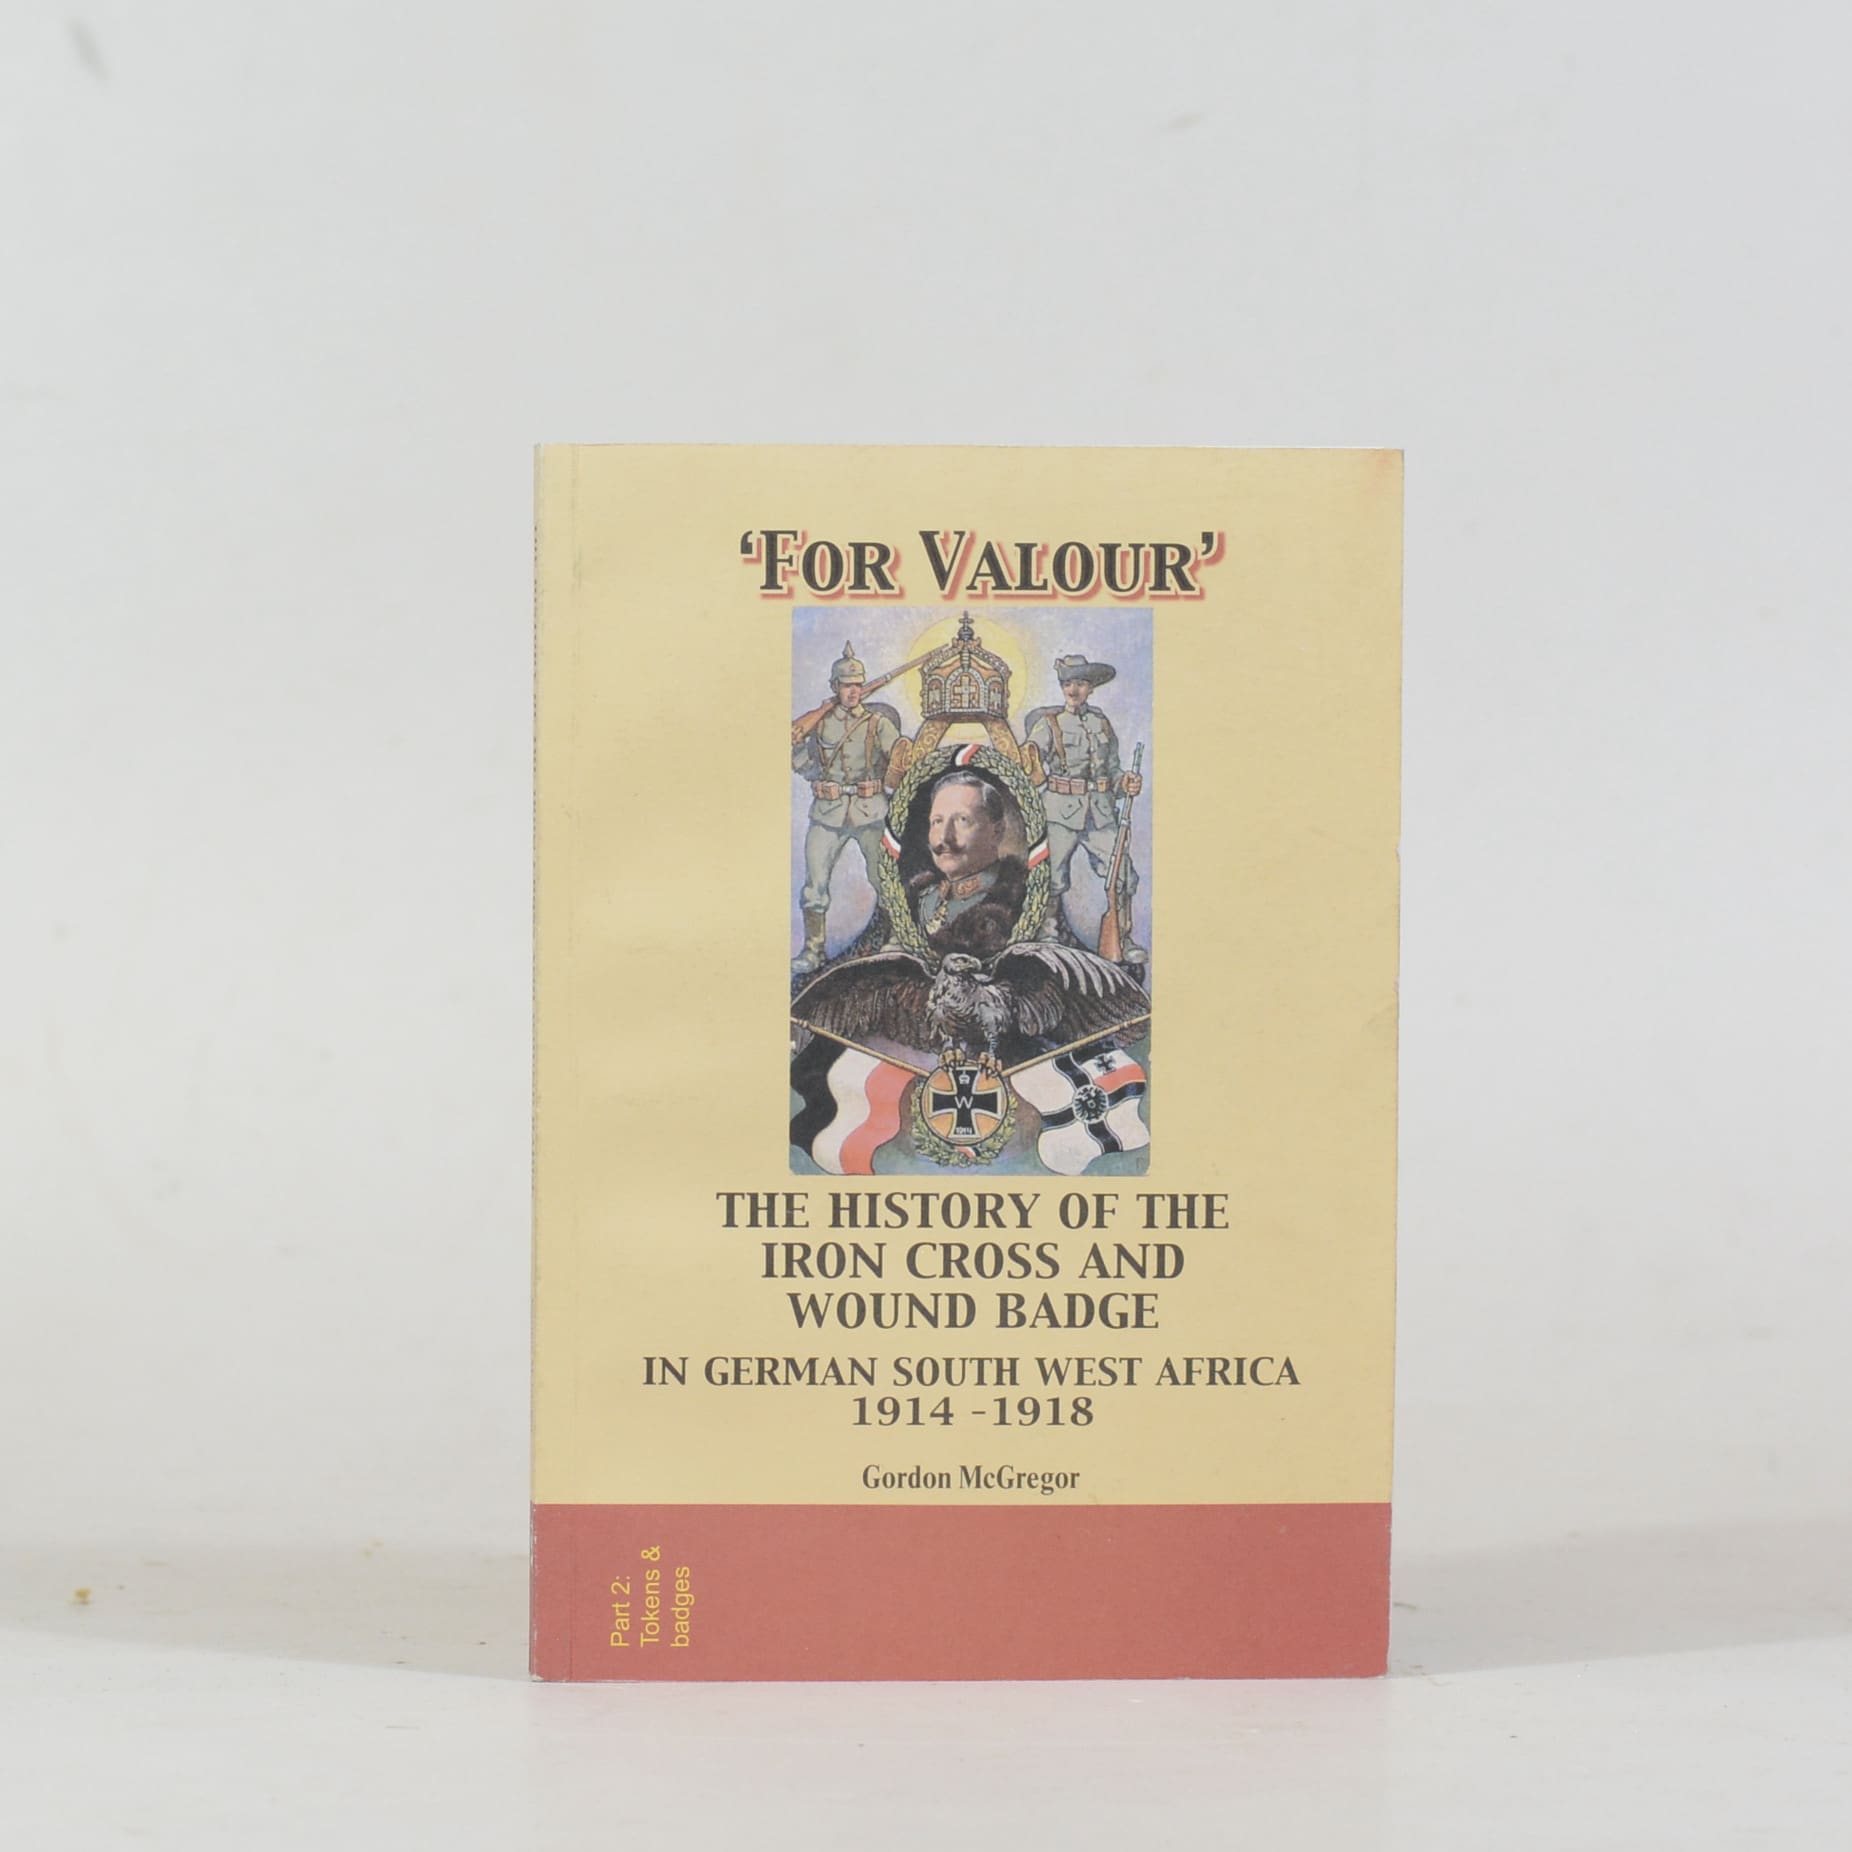 ‘FOR VALOUR’
W
1914
THE HISTORY OF THE
IRON CROSS AND
WOUND BADGE
IN GERMAN SOUTH WEST AFRICA
1914 -1918
Gordon McGregor
Part 2:
Tokens &
badges